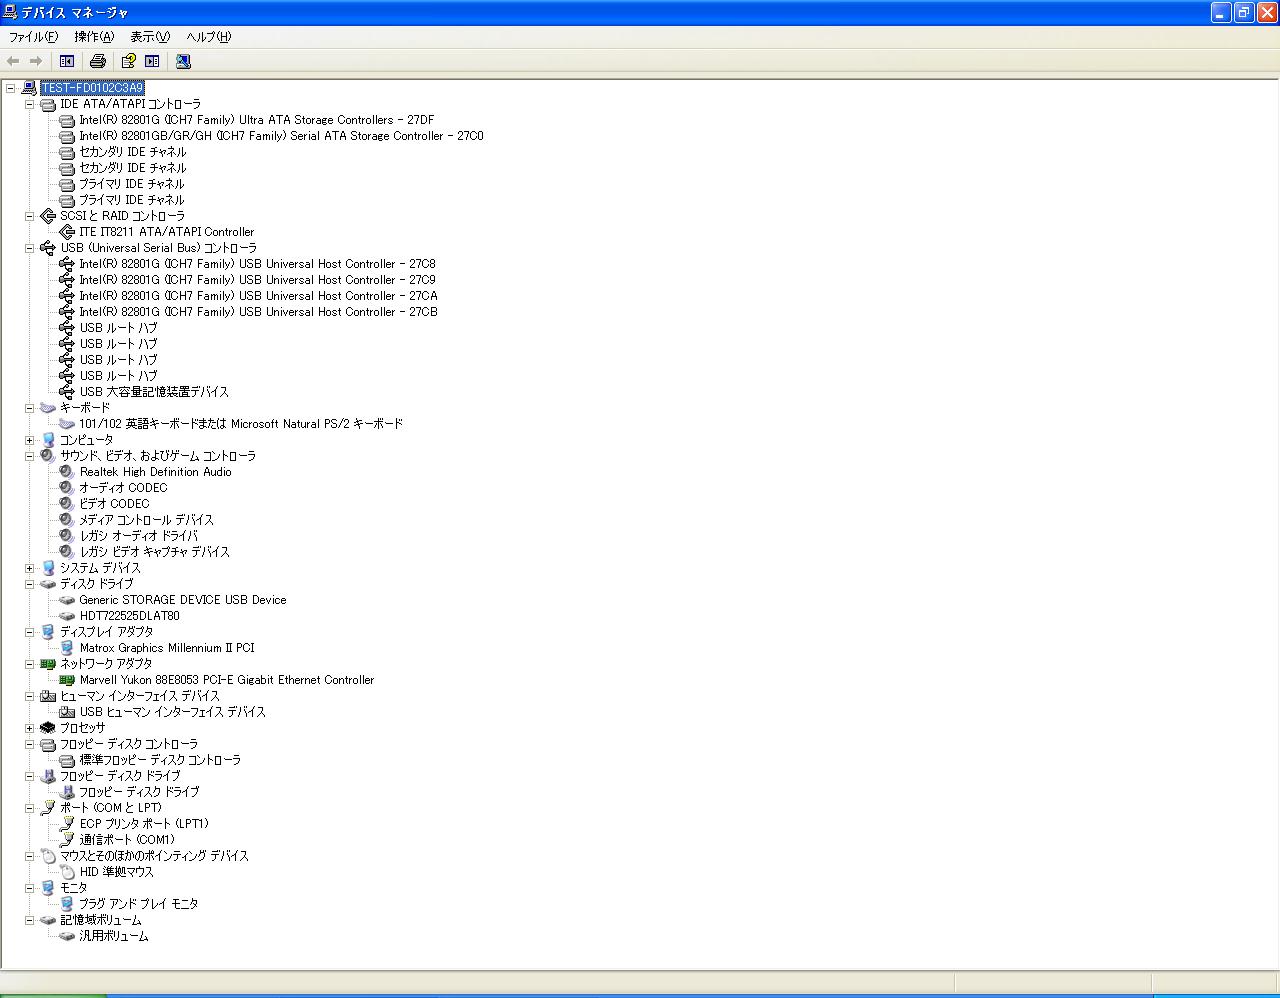 デバイス マネージャ
ファイル(F) 操作(A) 表示(V) ヘルプ(H)
TEST-FD0102C3A9
IDE ATA/ATAPI コントローラ
Intel(R) 82801G (ICH7 Family) Ultra ATA Storage Controllers - 27DF
Intel(R) 82801GB/GR/GH (ICH7 Family) Serial ATA Storage Controller - 27C0
セカンダリ IDE チャネル
セカンダリ IDE チャネル
プライマリ IDE チャネル
プライマリ IDE チャネル
SCSI と RAID コントローラ
ITE IT8211 ATA/ATAPI Controller
USB (Universal Serial Bus) コントローラ
Intel(R) 82801G (ICH7 Family) USB Universal Host Controller - 27C8
Intel(R) 82801G (ICH7 Family) USB Universal Host Controller - 27C9
Intel(R) 82801G (ICH7 Family) USB Universal Host Controller - 27CA
Intel(R) 82801G (ICH7 Family) USB Universal Host Controller - 27CB
USB ルート ハブ
USB ルート ハブ
USB ルート ハブ
USB ルート ハブ
USB 大容量記憶装置デバイス
キーボード
101/102 英語キーボードまたは Microsoft Natural PS/2 キーボード
コンピュータ
サウンド、ビデオ、およびゲーム コントローラ
Realtek High Definition Audio
オーディオ CODEC
ビデオ CODEC
メディア コントロール デバイス
レガシ オーディオ ドライバ
レガシ ビデオ キャプチャ デバイス
システム デバイス
ディスク ドライブ
Generic STORAGE DEVICE USB Device
HDT722525DLAT80
ディスプレイ アダプタ
Matrox Graphics Millennium II PCI
ネットワーク アダプタ
Marvell Yukon 88E8053 PCI-E Gigabit Ethernet Controller
ヒューマン インターフェイス デバイス
USB ヒューマン インターフェイス デバイス
プロセッサ
フロッピー ディスク コントローラ
標準フロッピー ディスク コントローラ
フロッピー ディスク ドライブ
フロッピー ディスク ドライブ
ポート (COM と LPT)
ECP プリンタ ポート (LPT1)
通信ポート (COM1)
マウスとそのほかのポインティング デバイス
HID 準拠マウス
モニタ
プラグ アンド プレイ モニタ
記憶域ボリューム
汎用ボリューム